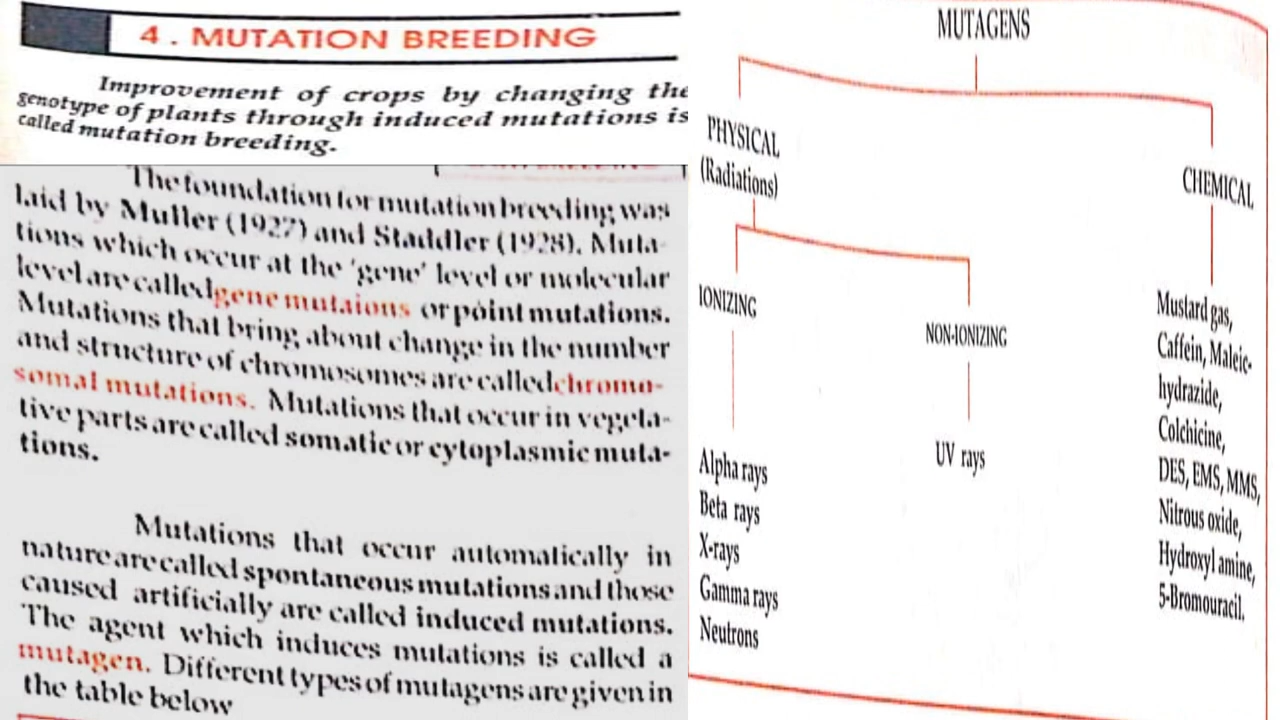 4. MUTATION BREEDING
Improvement of crops by changing the
genotype of plants through induced mutations is
called mutation breeding.
The foundation for mutation breeding was
laid by Muller (1927) and Staddler (1928). Muta-
tions which occur at the 'gene' level or molecular
level are called gene mutaions or point mutations.
Mutations that bring about change in the number
and structure of chromosomes are called chromo-
somal mutations. Mutations that occur in vegeta-
tive parts are called somatic or cytoplasmic muta-
tions.
Mutations that occur automatically in
nature are called spontaneous mutations and those
caused artificially are called induced mutations.
The agent which induces mutations is called a
mutagen. Different types of mutagens are given in
the table below
MUTAGENS
PHYSICAL
(Radiations)
CHEMICAL
IONIZING
NON-IONIZING
Alpha rays
Beta rays
X-rays
Gamma rays
Neutrons
UV rays
Mustard gas,
Caffein, Maleic-
hydrazide,
Colchicine,
DES, EMS, MMS,
Nitrous oxide,
Hydroxyl amine,
5-Bromouracil.